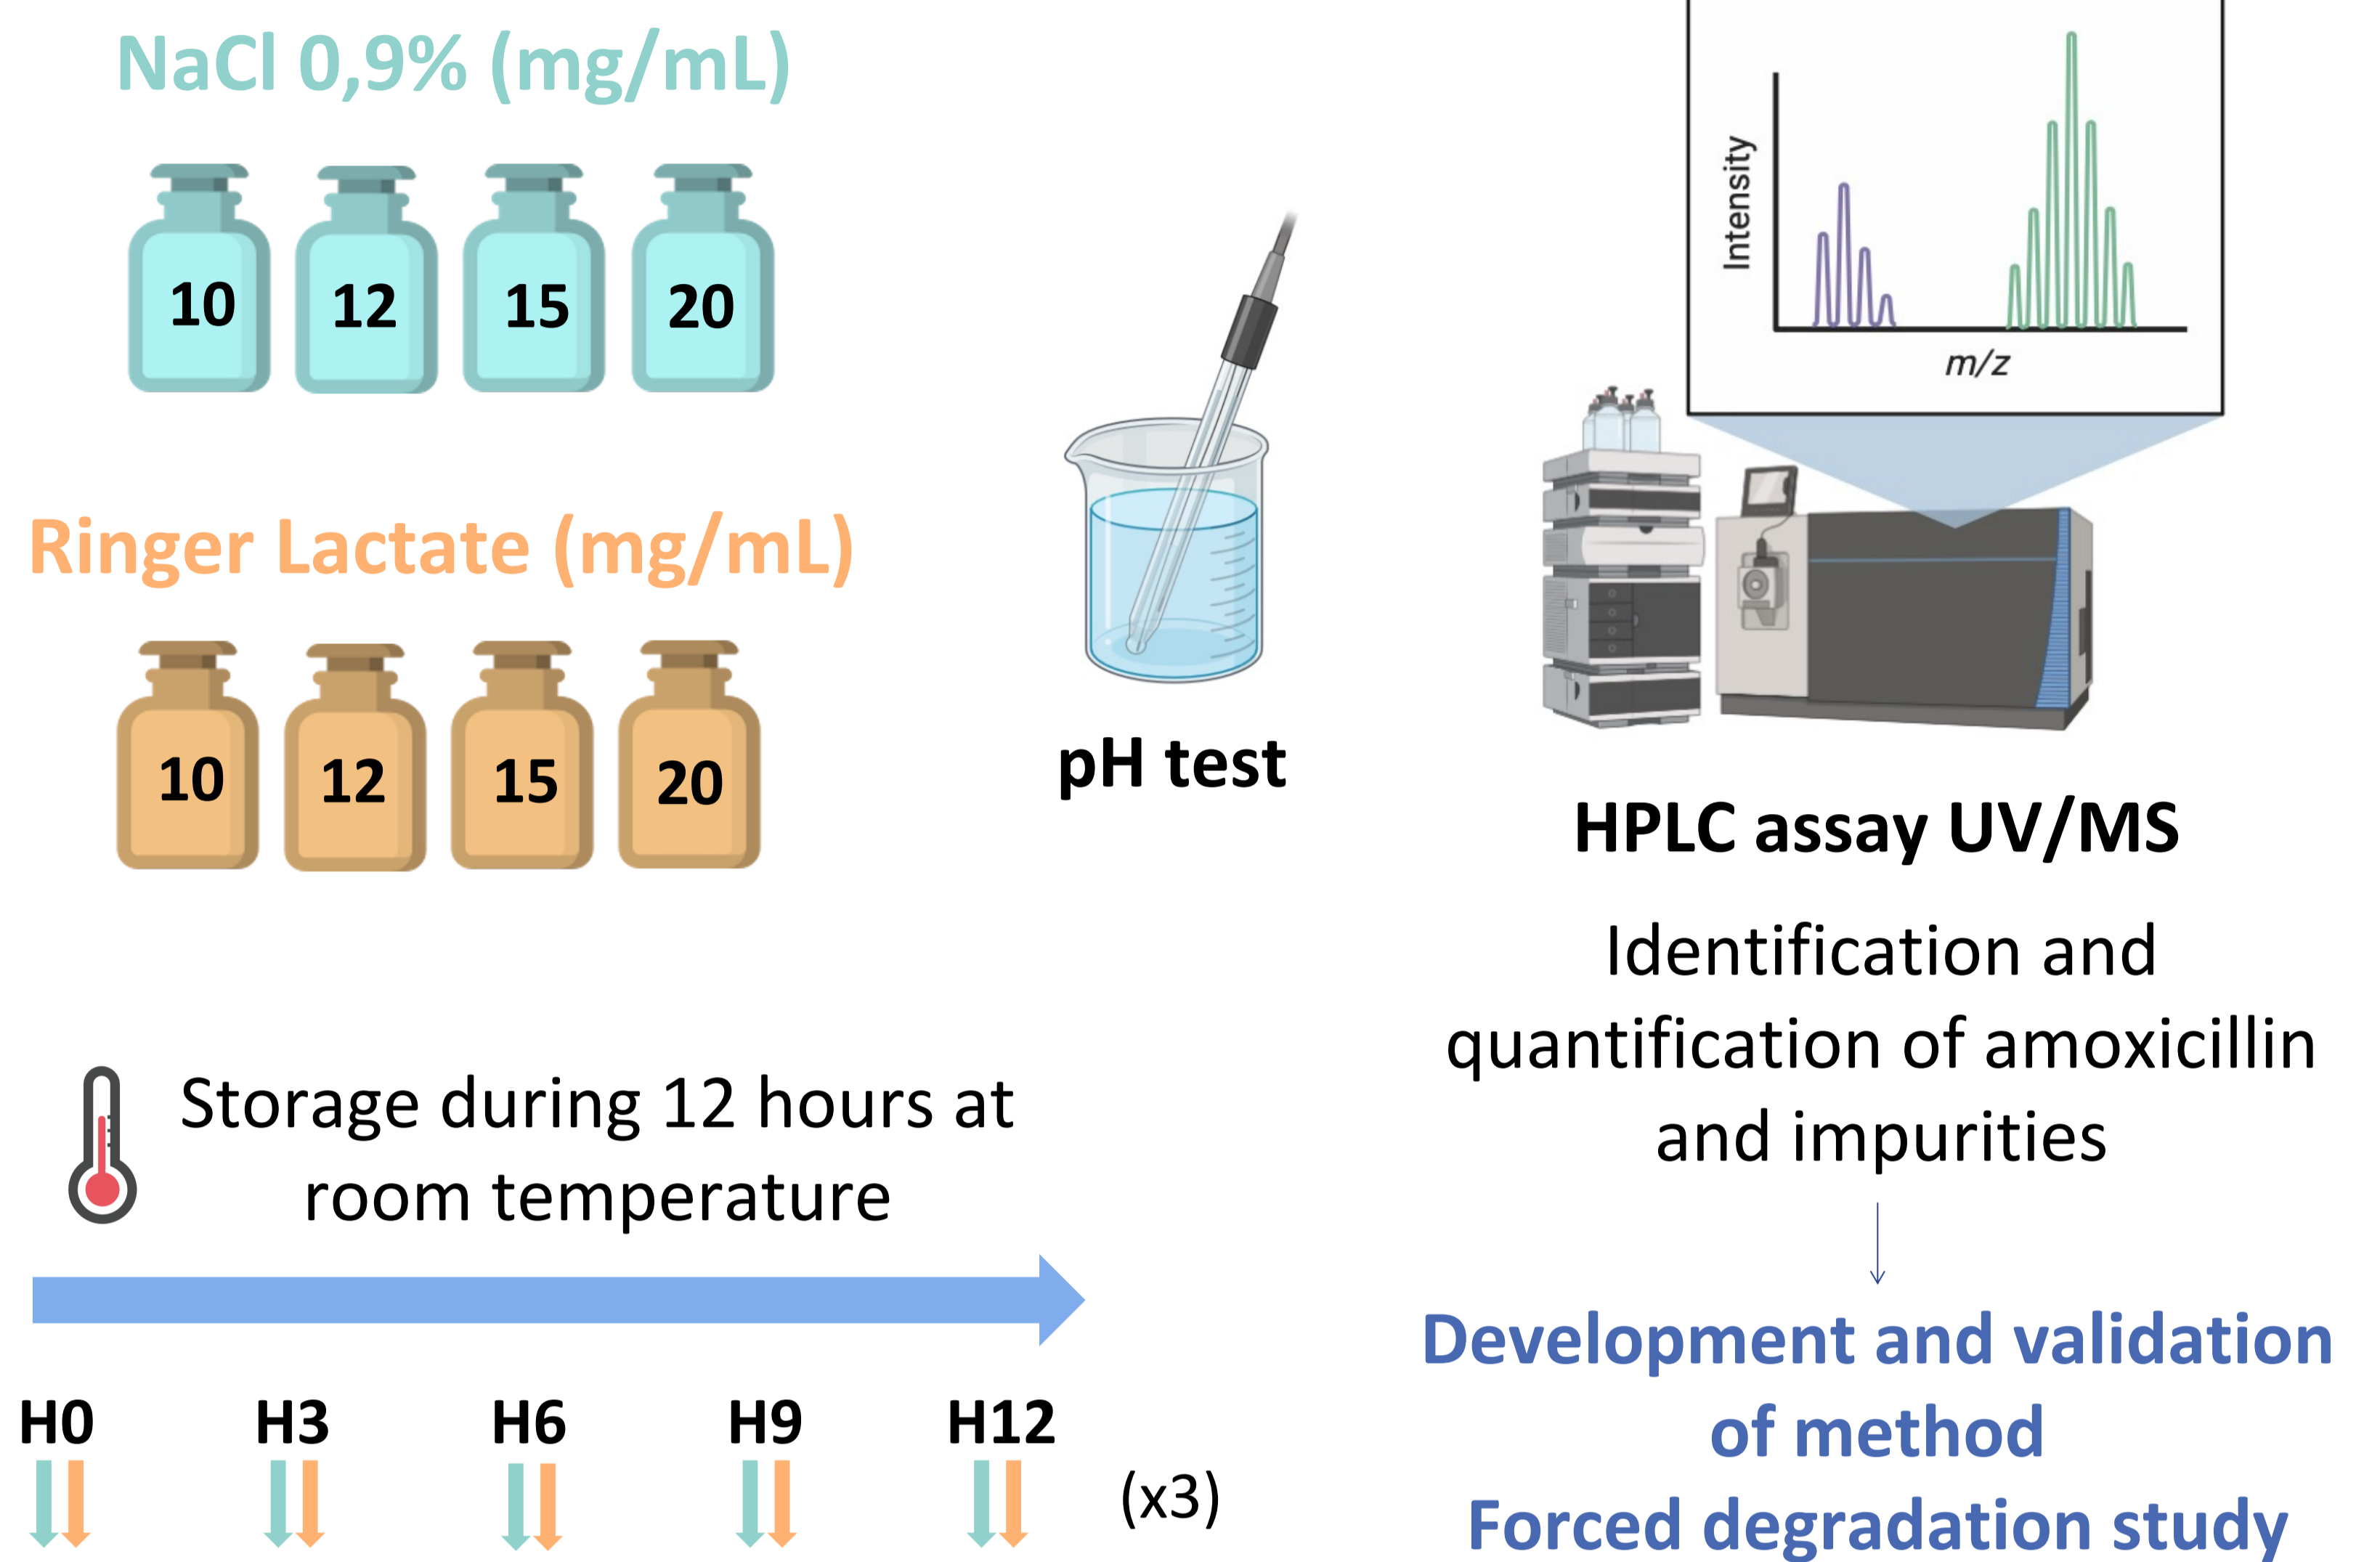 NaCl 0,9% (mg/mL)
10 12 15 20
Ringer Lactate (mg/mL)
10 12 15 20
Storage during 12 hours at
room temperature
H0 H3 H6 H9 H12
(x3)
pH test
Intensity
m/z
HPLC assay UV/MS
Identification and
quantification of amoxicillin
and impurities
Development and validation
of method
Forced degradation study